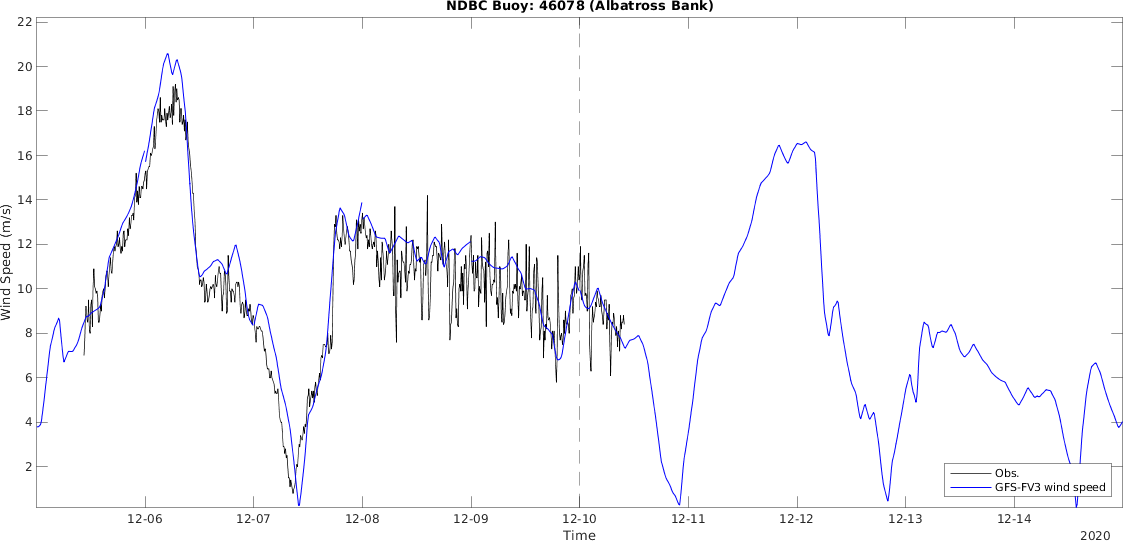 NDBC Buoy: 46078 (Albatross Bank)
22
20
18
16
14
12
10
8
6
4
2
Wind Speed (m/s)
Obs.
GFS-FV3 wind speed
12-06 12-07 12-08 12-09 12-10 12-11 12-12 12-13 12-14
Time 2020